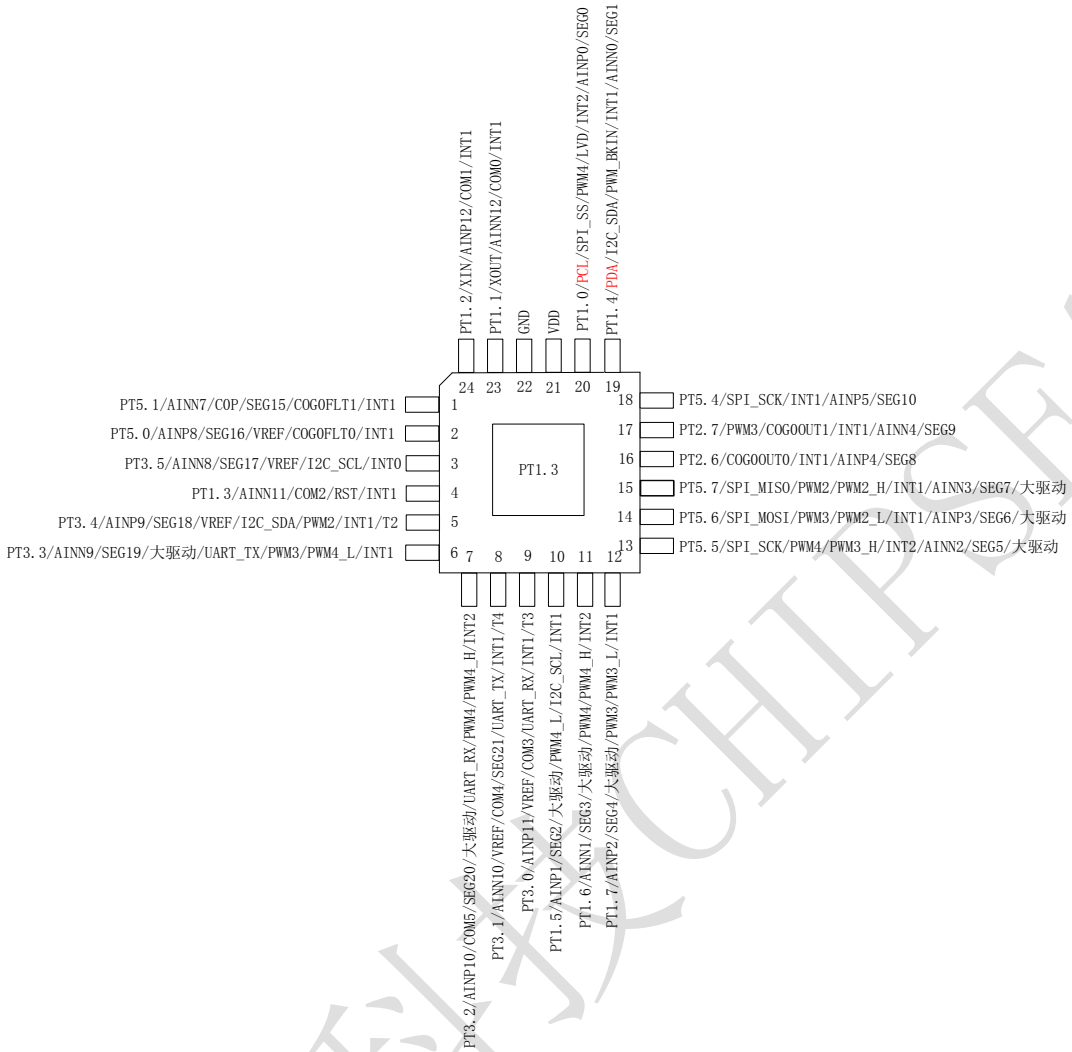 PT1.2/XIN/AINP12/COM1/INT1
PT1.1/XOUT/AINN12/COM0/INT1
GND
VDD
PT1.0/PCL/SPI_SS/PWM4/LVD/INT2/AINP0/SEG0
PT1.4/PDA/I2C_SDA/PWM_BKIN/INT1/AINN0/SEG1
24 23 22 21 20 19
PT5.1/AINN7/COP/SEG15/COG0FLT1/INT1 1
PT5.0/AINP8/SEG16/VREF/COG0FLT0/INT1 2
PT3.5/AINN8/SEG17/VREF/I2C_SCL/INT0 3
PT1.3/AINN11/COM2/RST/INT1 4
PT3.4/AINP9/SEG18/VREF/I2C_SDA/PWM2/INT1/T2 5
PT3.3/AINN9/SEG19/大驱动/UART_TX/PWM3/PWM4_L/INT1 6
PT1.3
18 PT5.4/SPI_SCK/INT1/AINP5/SEG10
17 PT2.7/PWM3/COG0OUT1/INT1/AINN4/SEG9
16 PT2.6/COG0OUT0/INT1/AINP4/SEG8
15 PT5.7/SPI_MISO/PWM2/PWM2_H/INT1/AINN3/SEG7/大驱动
14 PT5.6/SPI_MOSI/PWM3/PWM2_L/INT1/AINP3/SEG6/大驱动
13 PT5.5/SPI_SCK/PWM4/PWM3_H/INT2/AINN2/SEG5/大驱动
7 8 9 10 11 12
PT3.2/AINP10/COM5/SEG20/大驱动/UART_RX/PWM4/PWM4_H/INT2
PT3.1/AINN10/VREF/COM4/SEG21/UART_TX/INT1/T4
PT3.0/AINP11/VREF/COM3/UART_RX/INT1/T3
PT1.5/AINP1/SEG2/大驱动/PWM4_L/I2C_SCL/INT1
PT1.6/AINN1/SEG3/大驱动/PWM4/PWM4_H/INT2
PT1.7/AINP2/SEG4/大驱动/PWM3/PWM3_L/INT1
科技CHIPSE